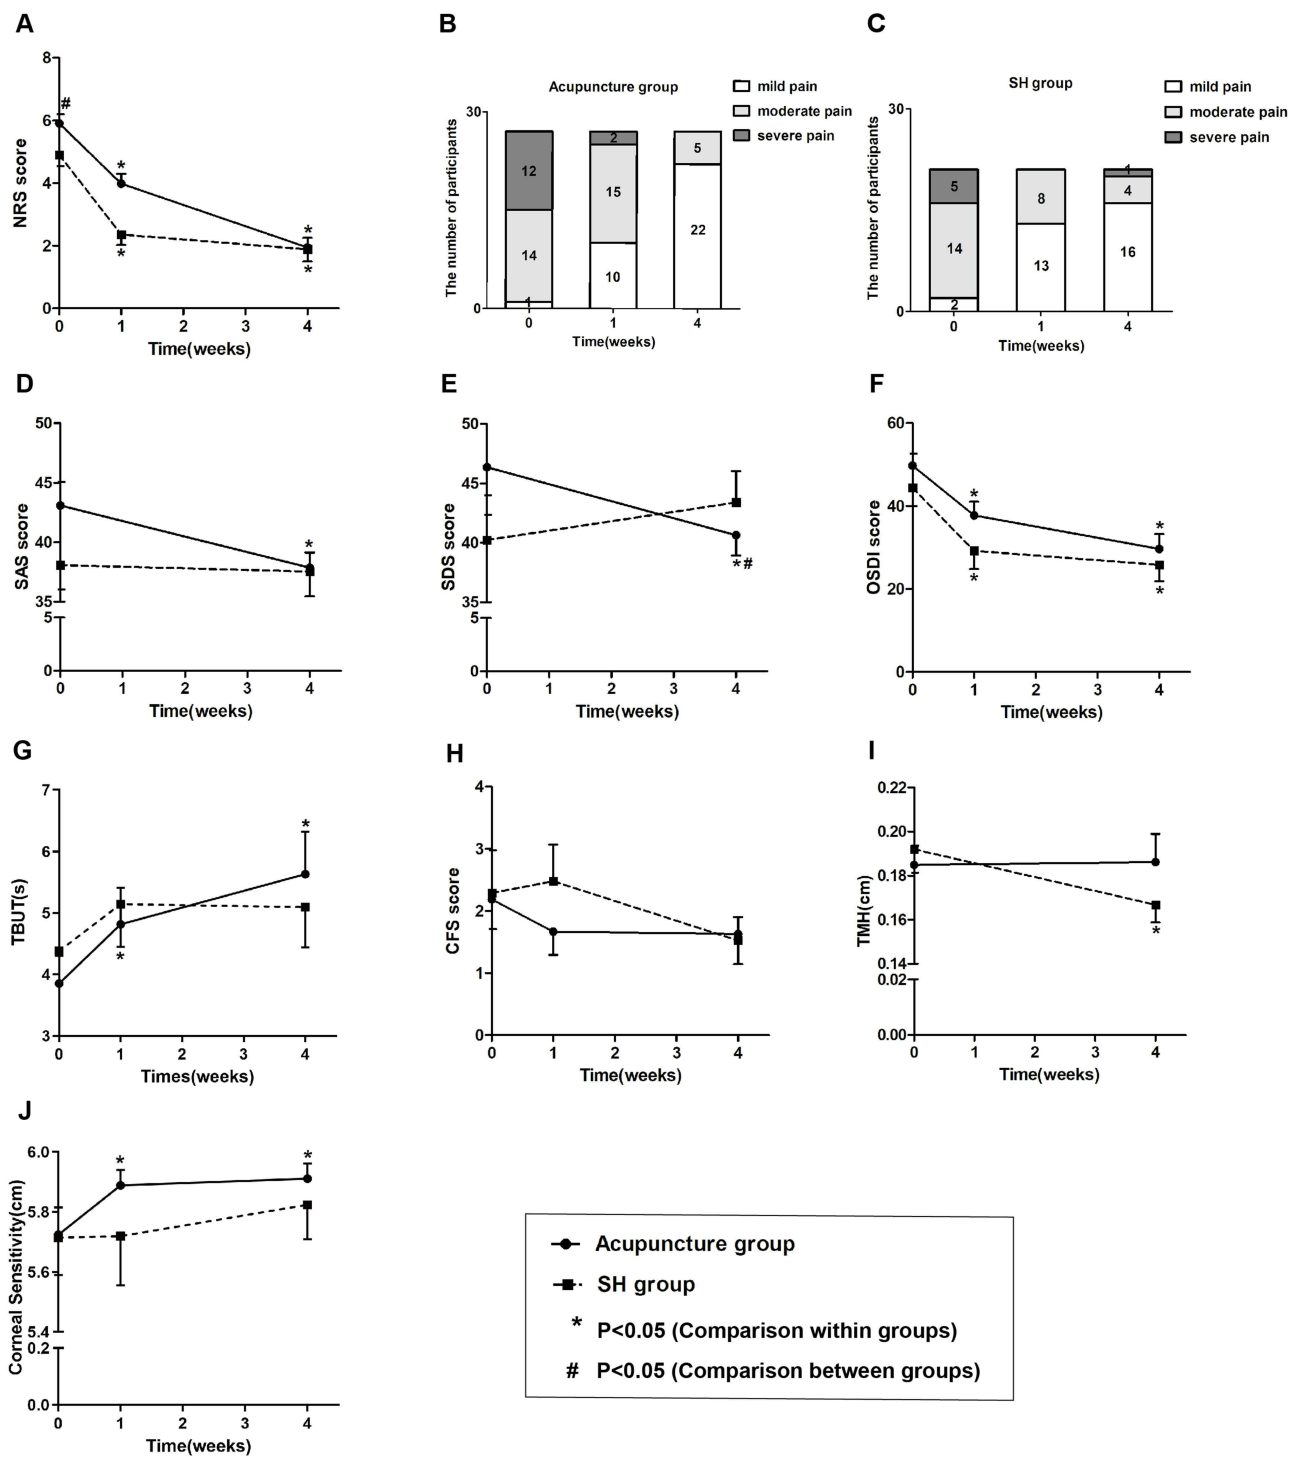 A
NRS score
8
6
4
2
0
#
*
*
*
*
0 1 2 3 4
Time(weeks)
B
Acupuncture group
mild pain
moderate pain
severe pain
The number of participants
30
0
12
14
1
2
15
10
5
22
0 1 4
Time(weeks)
C
SH group
mild pain
moderate pain
severe pain
The number of participants
30
0
5
14
2
8
13
1
4
16
0 1 4
Time(weeks)
D
SAS score
50
45
40
35
5
0
*
0 1 2 3 4
Time(weeks)
E
SDS score
50
45
40
35
5
0
*#
0 1 2 3 4
Time(weeks)
F
OSDI score
60
40
20
0
*
*
*
*
0 1 2 3 4
Time(weeks)
G
TBUT(s)
7
6
5
4
3
*
*
0 1 2 3 4
Times(weeks)
H
CFS score
4
3
2
1
0
0 1 2 3 4
Time(weeks)
I
TMH(cm)
0.22
0.20
0.18
0.16
0.14
0.02
0.00
*
0 1 2 3 4
Time(weeks)
J
Corneal Sensitivity(cm)
6.0
5.8
5.6
5.4
0.2
0.0
*
*
0 1 2 3 4
Time(weeks)
Acupuncture group
SH group
* P<0.05 (Comparison within groups)
# P<0.05 (Comparison between groups)